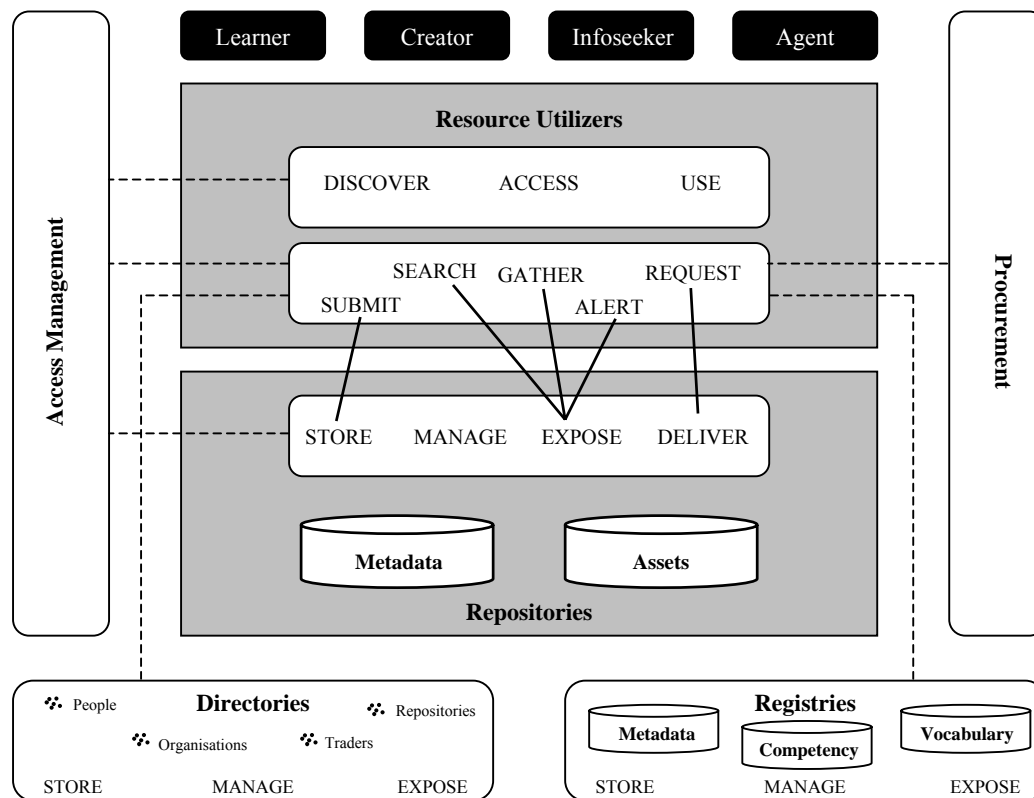 Learner
Creator
Infoseeker
Agent
Access Management
Procurement
Resource Utilizers
DISCOVER
ACCESS
USE
SEARCH
GATHER
REQUEST
SUBMIT
ALERT
STORE
MANAGE
EXPOSE
DELIVER
Metadata
Assets
Repositories
Directories
People
Repositories
Organisations
Traders
STORE
MANAGE
EXPOSE
Registries
Metadata
Competency
Vocabulary
STORE
MANAGE
EXPOSE